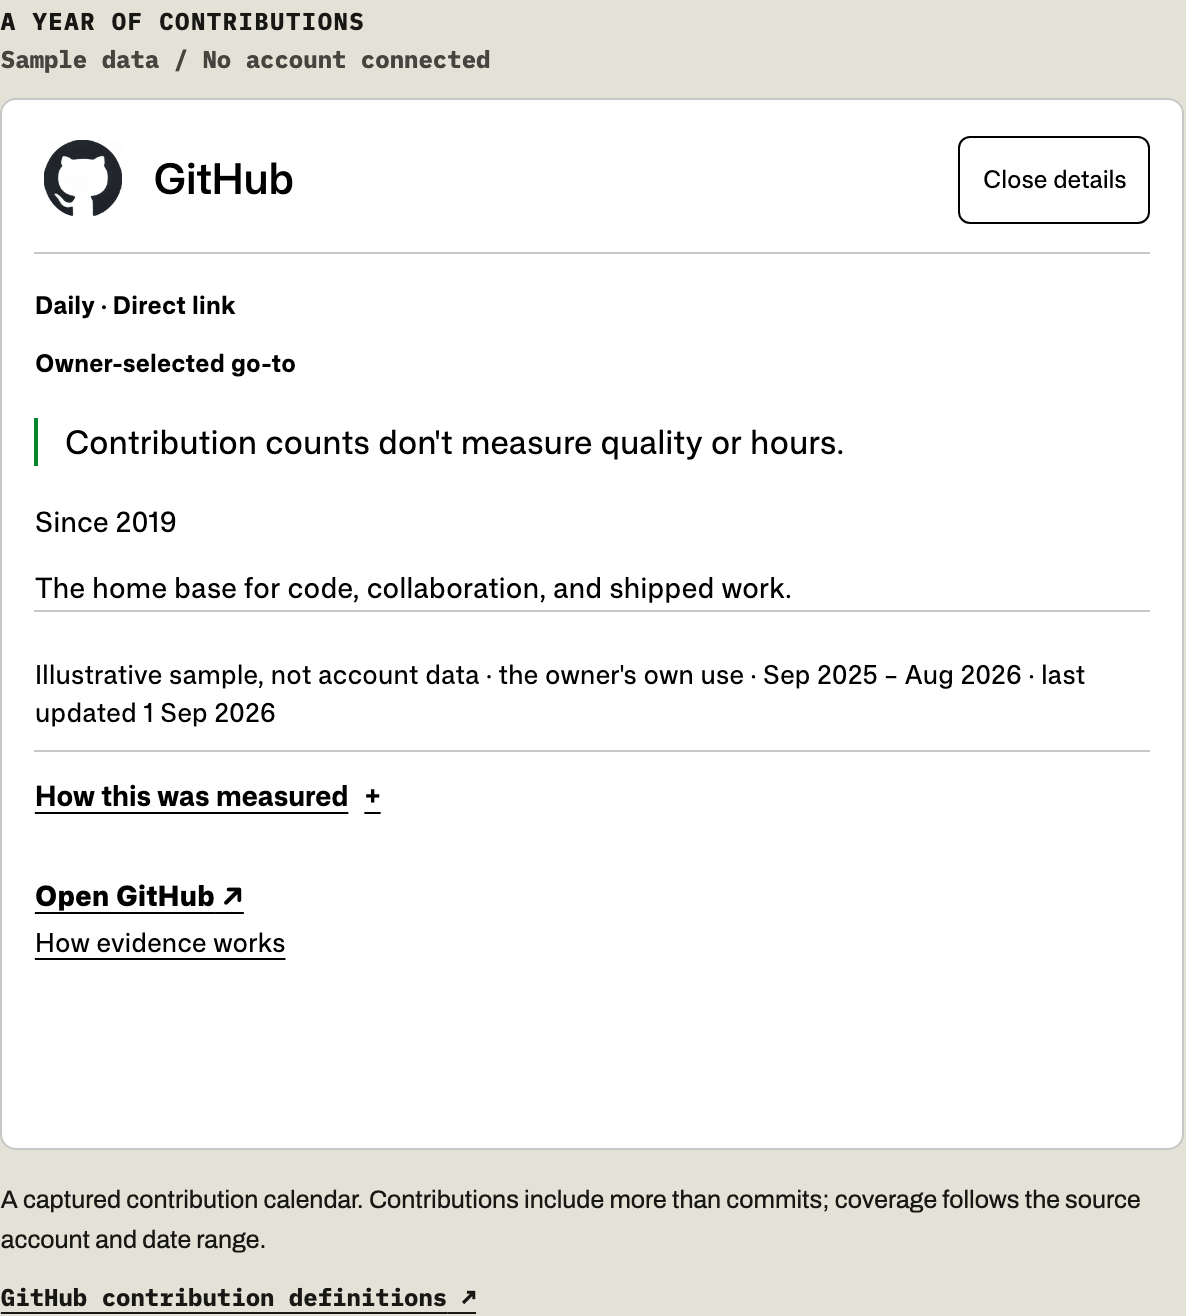 A YEAR OF CONTRIBUTIONS
Sample data / No account connected
GitHub
Close details
Daily · Direct link
Owner-selected go-to
Contribution counts don't measure quality or hours.
Since 2019
The home base for code, collaboration, and shipped work.
Illustrative sample, not account data · the owner's own use · Sep 2025 – Aug 2026 · last
updated 1 Sep 2026
How this was measured +
Open GitHub ↗
How evidence works
A captured contribution calendar. Contributions include more than commits; coverage follows the source
account and date range.
GitHub contribution definitions ↗